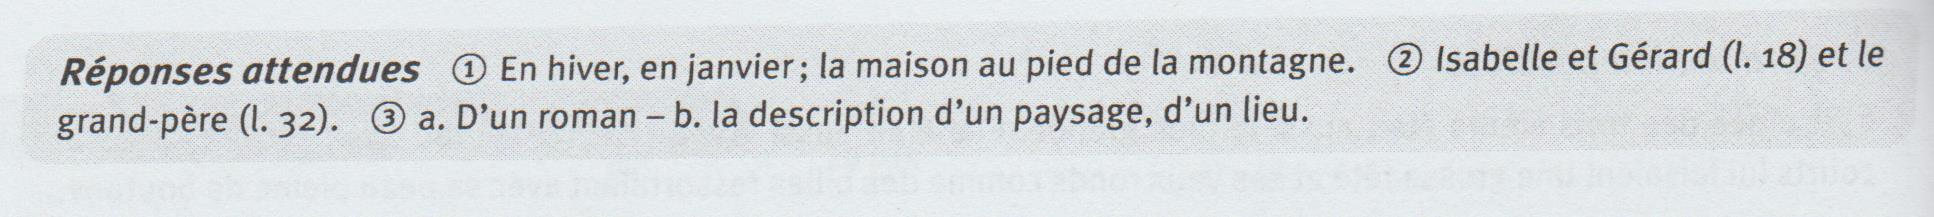 Réponses attendues ① En hiver, en janvier ; la maison au pied de la montagne. ② Isabelle et Gérard (l. 18) et le
grand-père (l. 32). ③ a. D’un roman – b. la description d’un paysage, d’un lieu.